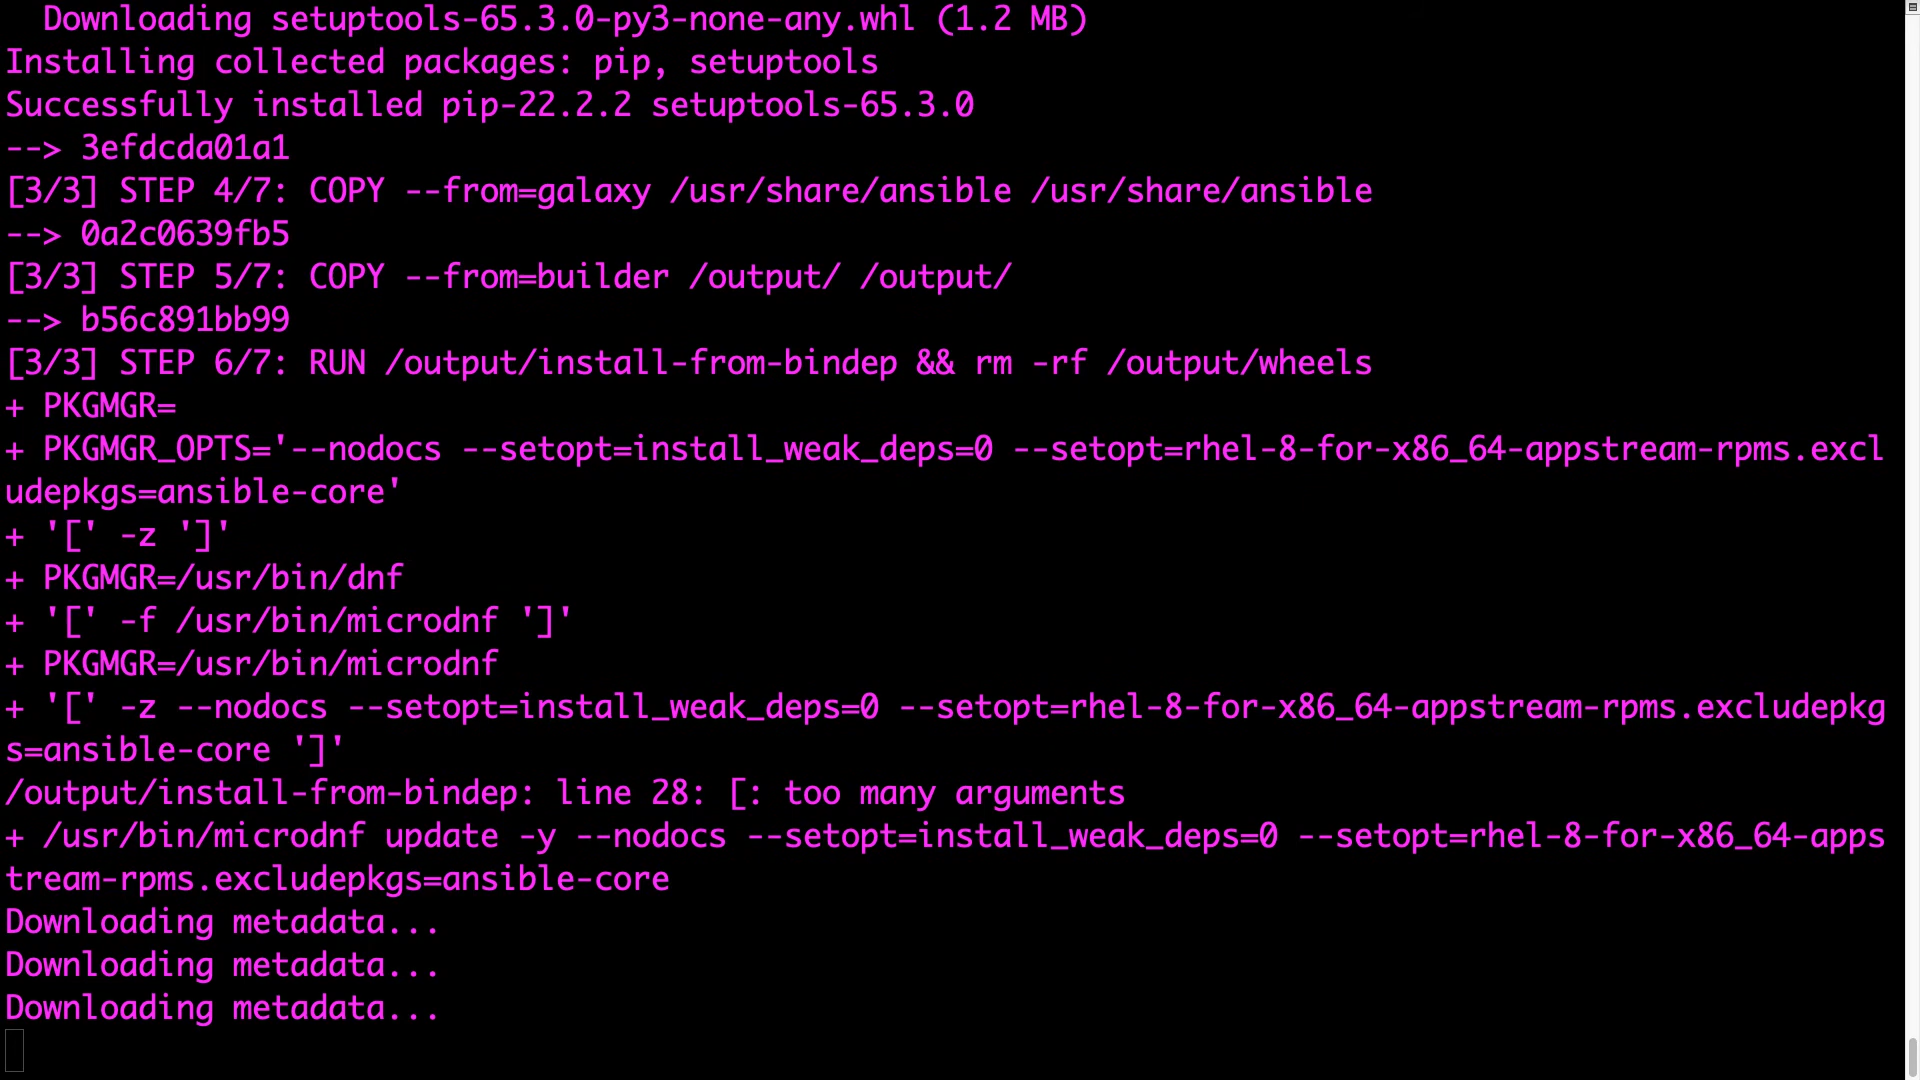 Downloading setuptools-65.3.0-py3-none-any.whl (1.2 MB)
Installing collected packages: pip, setuptools
Successfully installed pip-22.2.2 setuptools-65.3.0
--> 3efdcda01a1
[3/3] STEP 4/7: COPY --from=galaxy /usr/share/ansible /usr/share/ansible
--> 0a2c0639fb5
[3/3] STEP 5/7: COPY --from=builder /output/ /output/
--> b56c891bb99
[3/3] STEP 6/7: RUN /output/install-from-bindep && rm -rf /output/wheels
+ PKGMGR=
+ PKGMGR_OPTS='--nodocs --setopt=install_weak_deps=0 --setopt=rhel-8-for-x86_64-appstream-rpms.excl
udepkgs=ansible-core'
+ '[' -z ']'
+ PKGMGR=/usr/bin/dnf
+ '[' -f /usr/bin/microdnf ']'
+ PKGMGR=/usr/bin/microdnf
+ '[' -z --nodocs --setopt=install_weak_deps=0 --setopt=rhel-8-for-x86_64-appstream-rpms.excludepkg
s=ansible-core ']'
/output/install-from-bindep: line 28: [: too many arguments
+ /usr/bin/microdnf update -y --nodocs --setopt=install_weak_deps=0 --setopt=rhel-8-for-x86_64-apps
tream-rpms.excludepkgs=ansible-core
Downloading metadata...
Downloading metadata...
Downloading metadata...